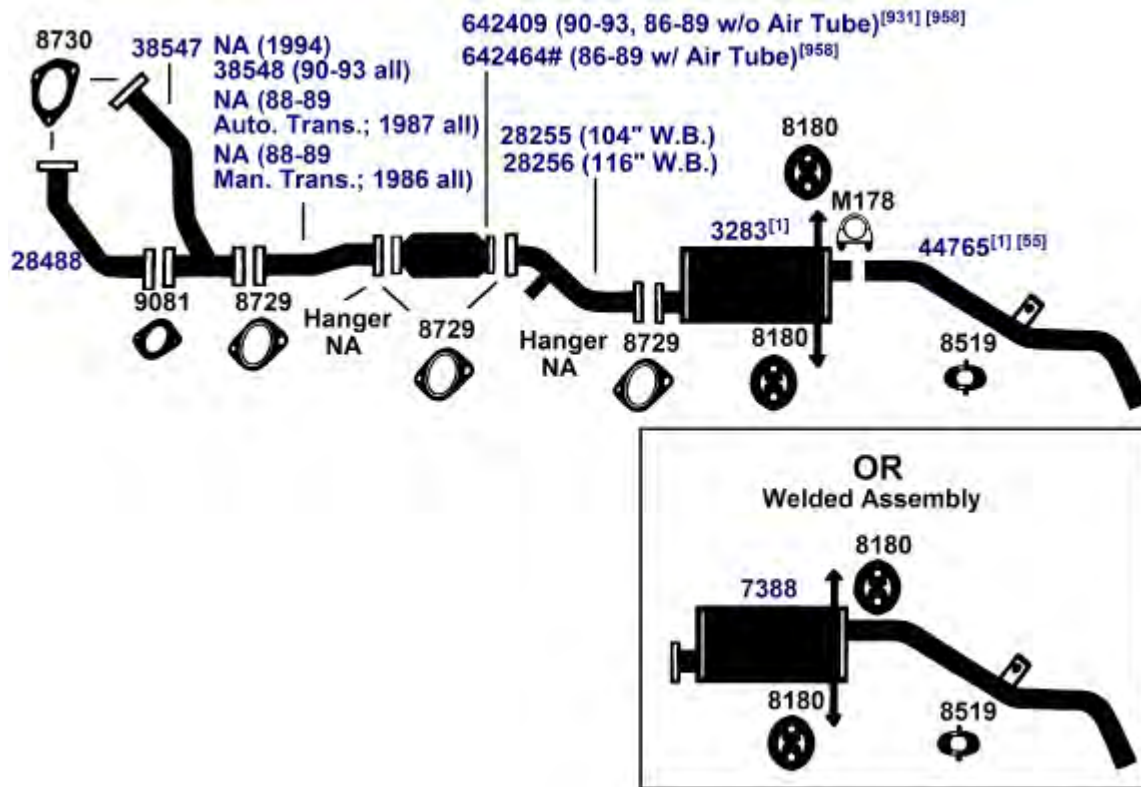 8730
38547
NA (1994)
38548 (90-93 all)
NA (88-89
Auto. Trans.; 1987 all)
NA (88-89
Man. Trans.; 1986 all)
642409 (90-93, 86-89 w/o Air Tube)[931] [958]
642464# (86-89 w/ Air Tube)[958]
28255 (104" W.B.)
28256 (116" W.B.)
8180
M178
3283[1]
44765[1] [55]
28488
9081
8729
Hanger
NA
8729
Hanger
NA
8729
8180
8519
OR
Welded Assembly
8180
7388
8180
8519